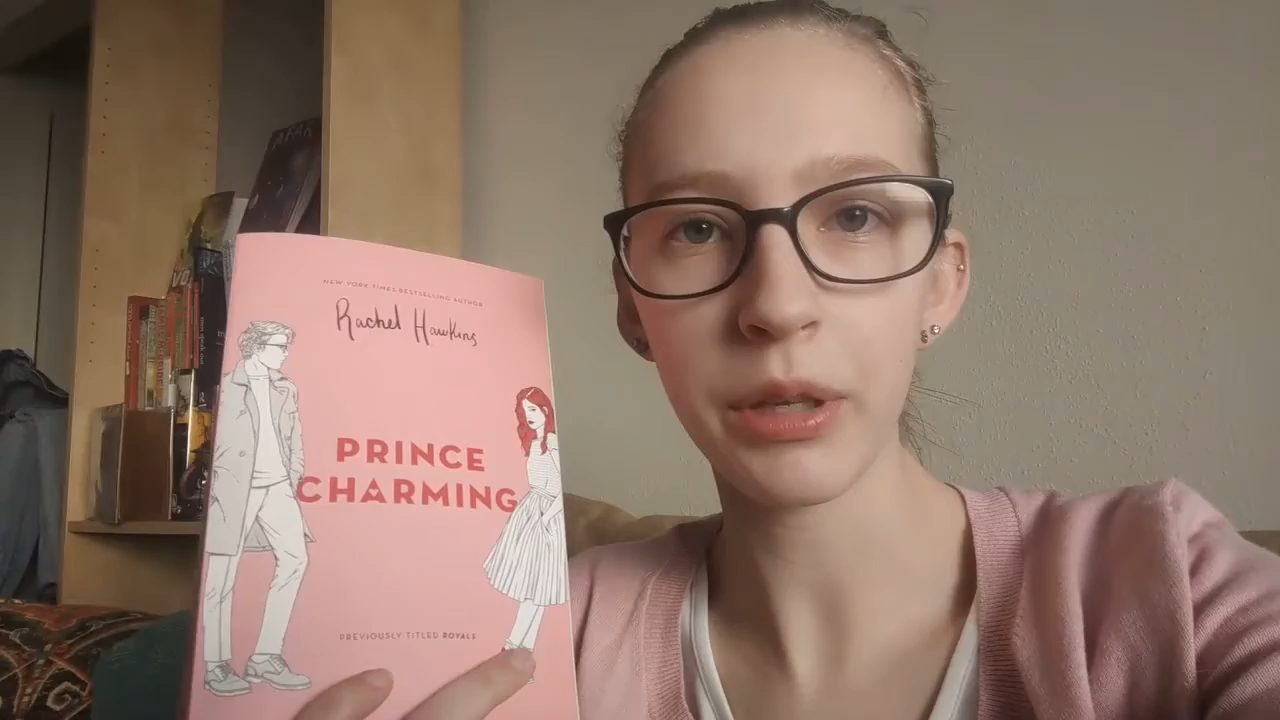 NEW YORK TIMES BESTSELLING AUTHOR
Rachel Hawkins
PRINCE
CHARMING
PREVIOUSLY TITLED ROYALS